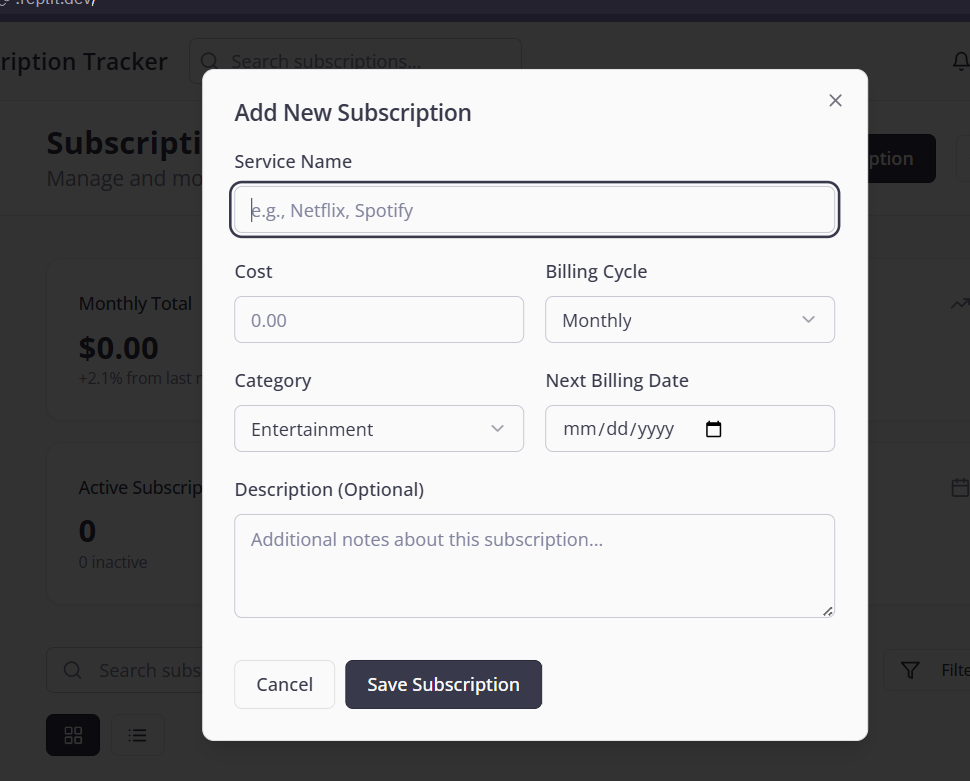 .replit.dev/
ription Tracker
Search subscriptions...
Subscripti
ption
Manage and mo
Add New Subscription
Service Name
e.g., Netflix, Spotify
Cost
Billing Cycle
0.00
Monthly
Category
Next Billing Date
Entertainment
mm/dd/yyyy
Description (Optional)
Additional notes about this subscription...
Cancel
Save Subscription
Monthly Total
$0.00
+2.1% from last
Active Subscrip
0
0 inactive
Search subs
Filte